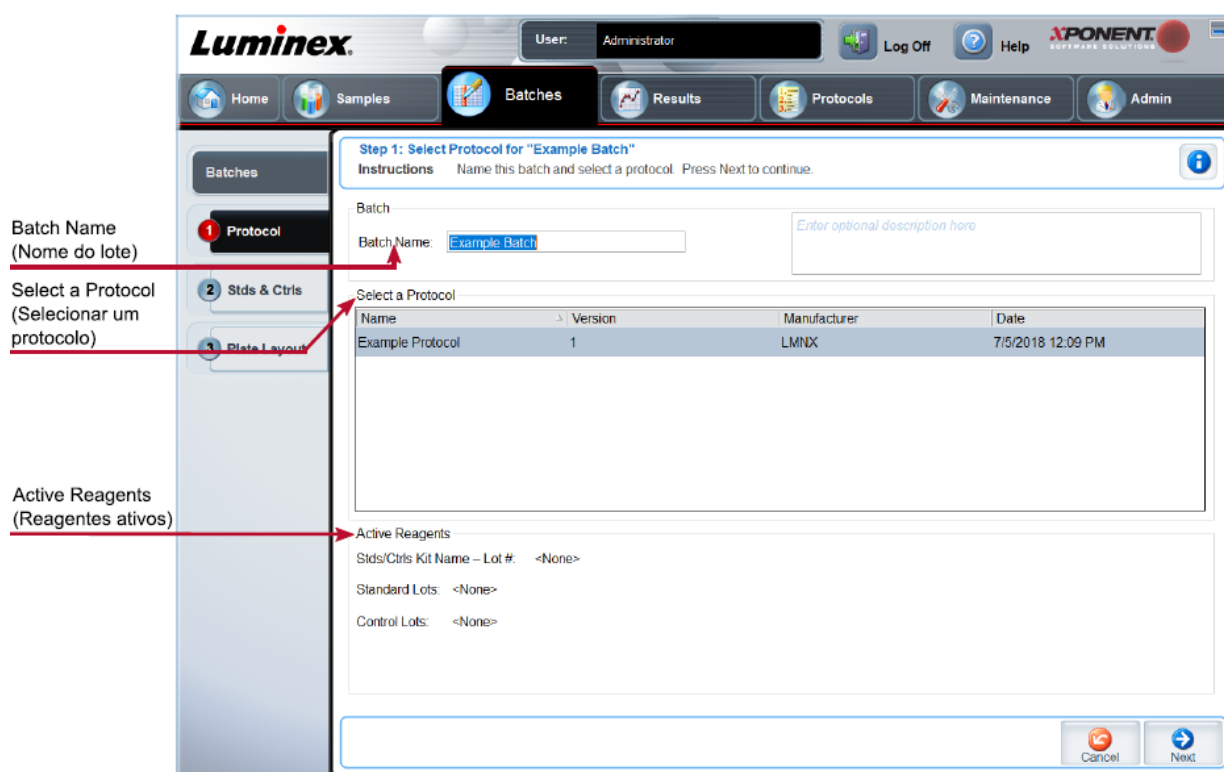 Luminex.
User: Administrator
Log Off
Help
XPONENT.
SOFTWARE SOLUTIONS
Home
Samples
Batches
Results
Protocols
Maintenance
Admin
Batches
1 Protocol
2 Stds & Ctrls
3 Plate Layout
Step 1: Select Protocol for "Example Batch"
Instructions Name this batch and select a protocol. Press Next to continue.
Batch
Batch Name: Example Batch
Enter optional description here
Select a Protocol
Name Version Manufacturer Date
Example Protocol 1 LMNX 7/5/2018 12:09 PM
Active Reagents
Stds/Ctrls Kit Name – Lot #: <None>
Standard Lots: <None>
Control Lots: <None>
Cancel
Next
Batch Name
(Nome do lote)
Select a Protocol
(Selecionar um
protocolo)
Active Reagents
(Reagentes ativos)